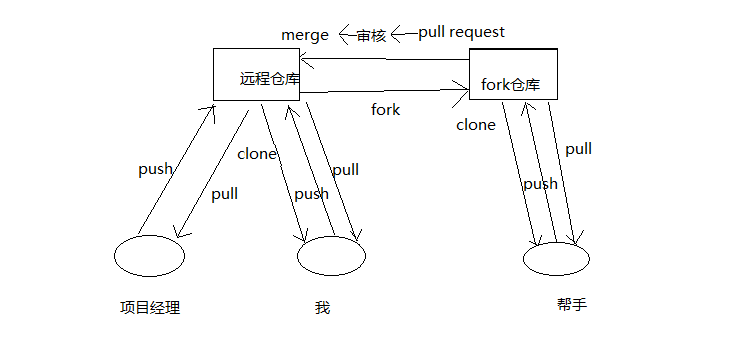 merge 审核 pull request
远程仓库
fork仓库
fork
clone
push
pull
clone
push
pull
pull
push
项目经理
我
帮手